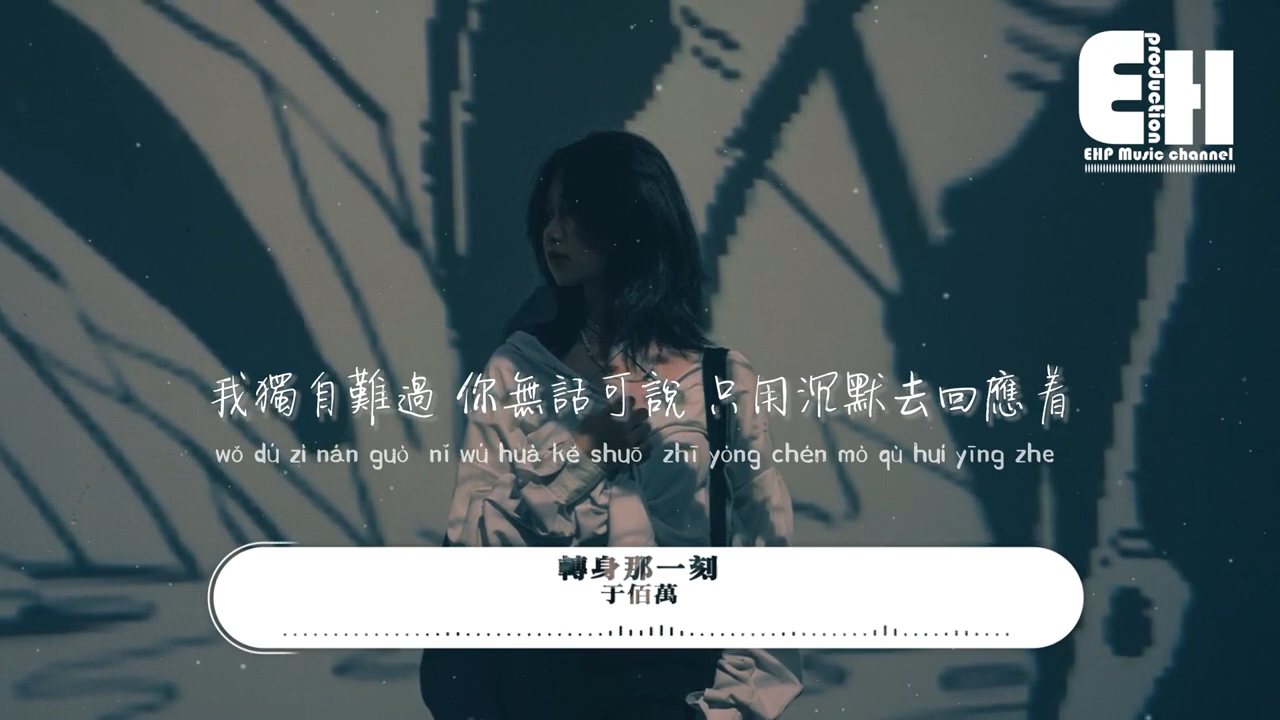 EH
production
EHP Music channel
我獨自難過 你無話可說 只用沉默去回應着
wǒ dú zì nán guò nǐ wú huà kě shuō zhī yòng chén mò qù huí yīng zhe
轉身那一刻
于佰萬